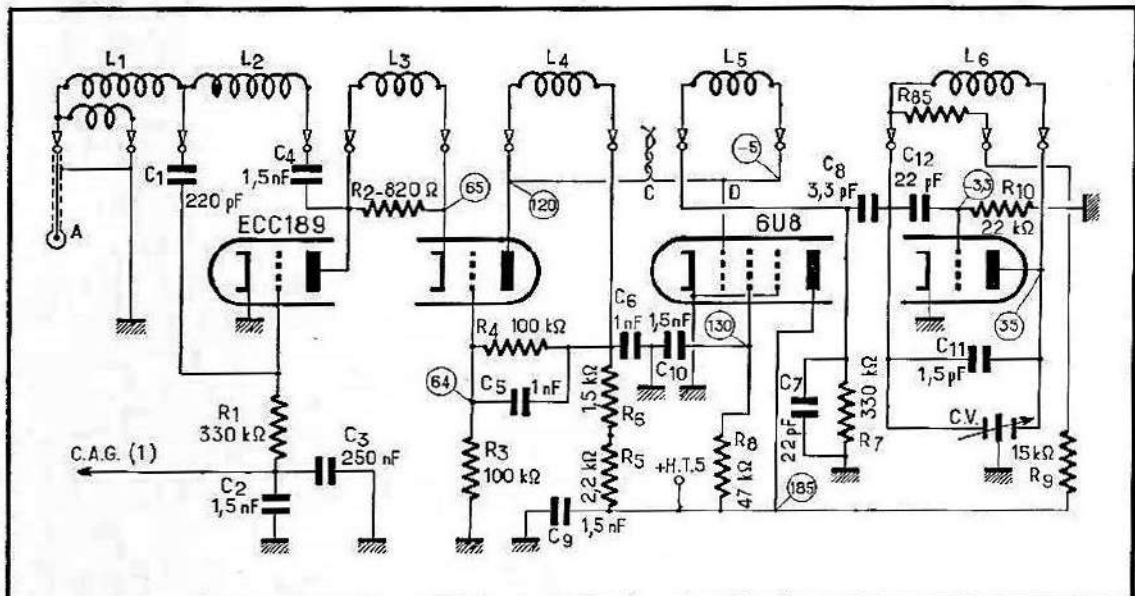 L1
L2
L3
L4
L5
L6
R85
C1
220 pF
C4
1,5 nF
R2-820 Ω
65
120
C
-5
D
C8
3,3 pF
C12
22 pF
-3,3
R10
22 kΩ
A
ECC189
6U8
R4
100 kΩ
C5
1 nF
64
C6
1 nF
1,5 nF
C10
130
35
C11
1,5 pF
R1
330 kΩ
C.A.G. (1)
C3
250 nF
C2
1,5 nF
R3
100 kΩ
1,5 kΩ
R6
2,2 kΩ
R5
+H.T.5
R8
47 kΩ
C7
22 pF
330 kΩ
R7
C.V.
15 kΩ
R9
185
C9
1,5 nF